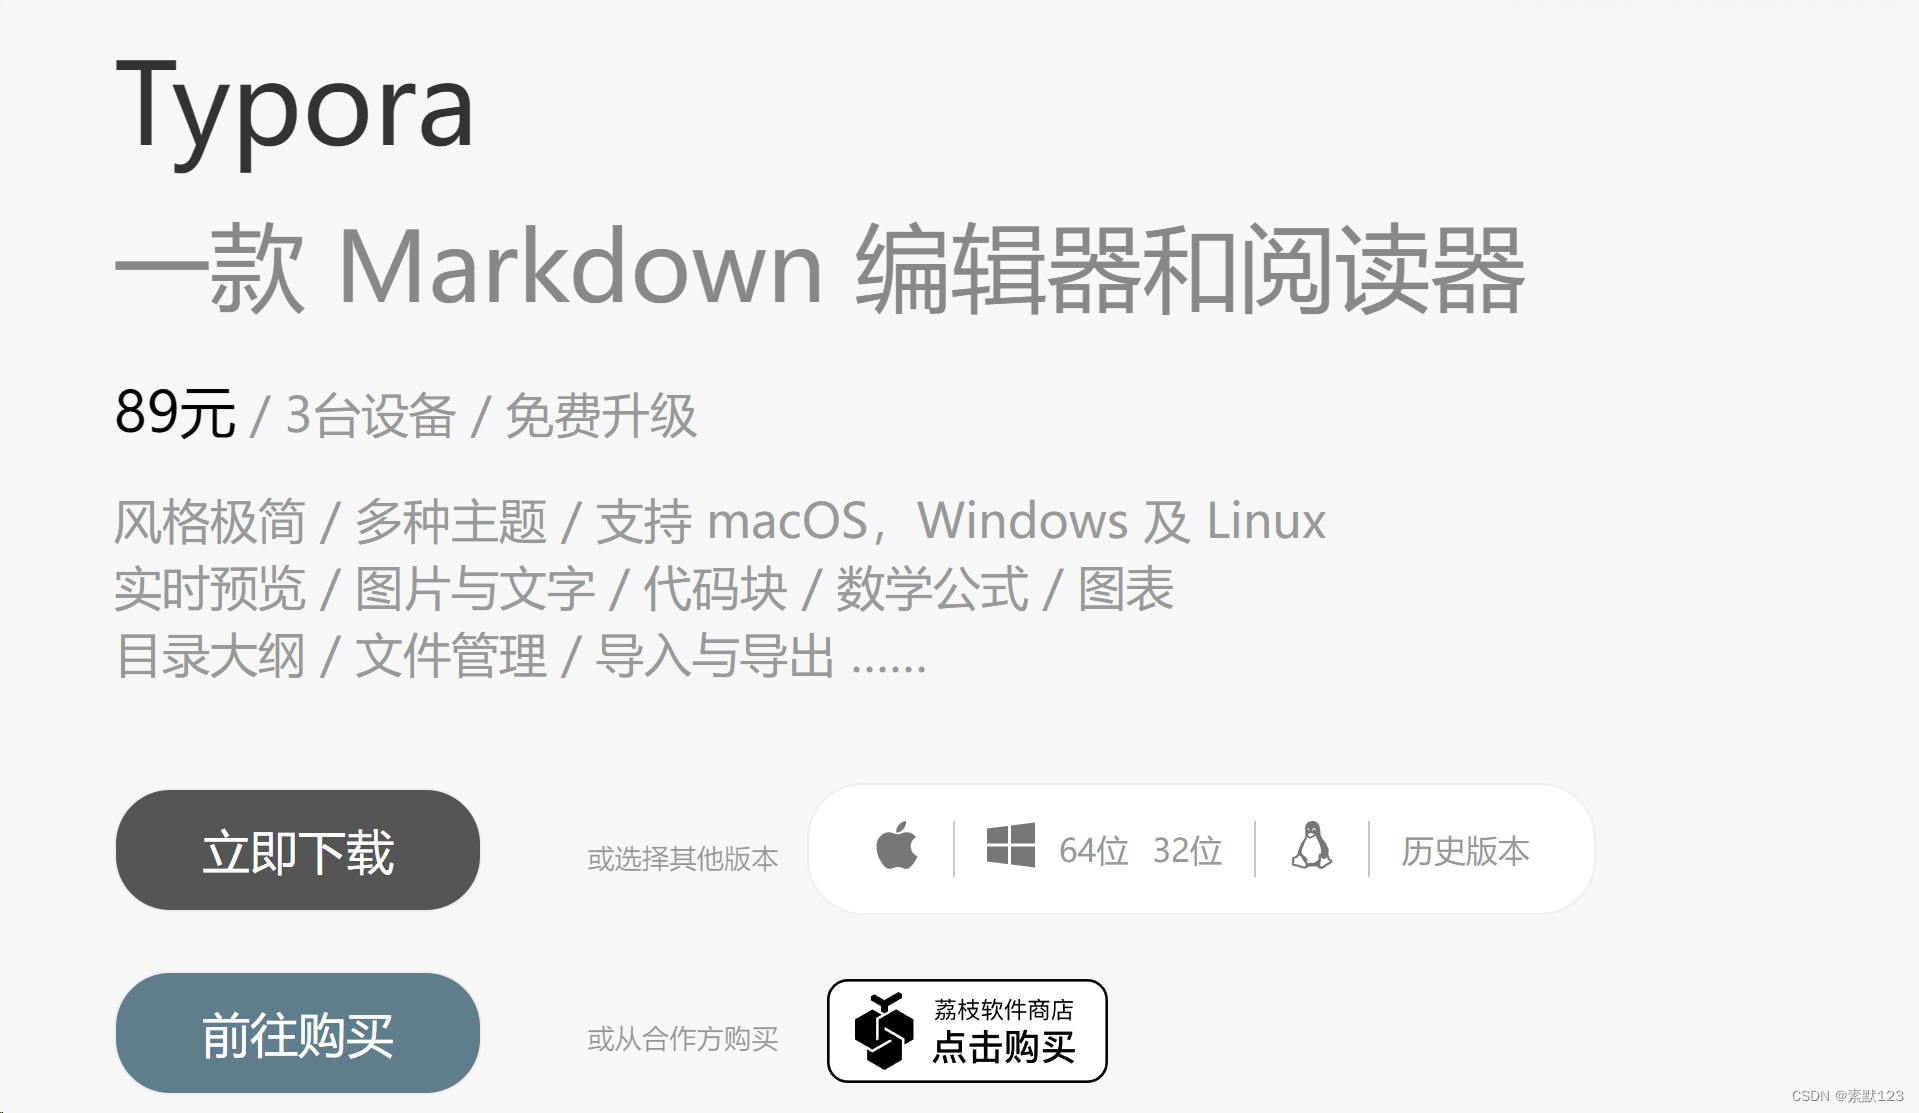 Typora
一款 Markdown 编辑器和阅读器
89元 / 3台设备 / 免费升级
风格极简 / 多种主题 / 支持 macOS，Windows 及 Linux
实时预览 / 图片与文字 / 代码块 / 数学公式 / 图表
目录大纲 / 文件管理 / 导入与导出 ......
立即下载
或选择其他版本
64位 32位
历史版本
前往购买
或从合作方购买
荔枝软件商店
点击购买
CSDN @素默123